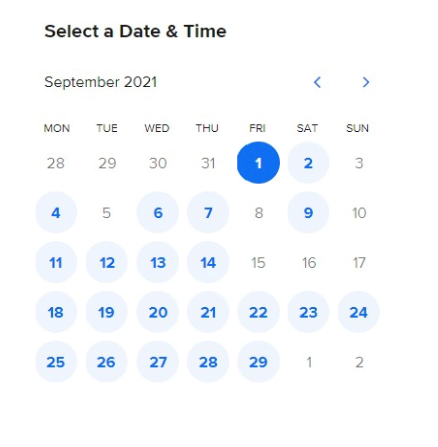 Select a Date & Time
September 2021
MON TUE WED THU FRI SAT SUN
28 29 30 31 1 2 3
4 5 6 7 8 9 10
11 12 13 14 15 16 17
18 19 20 21 22 23 24
25 26 27 28 29 1 2